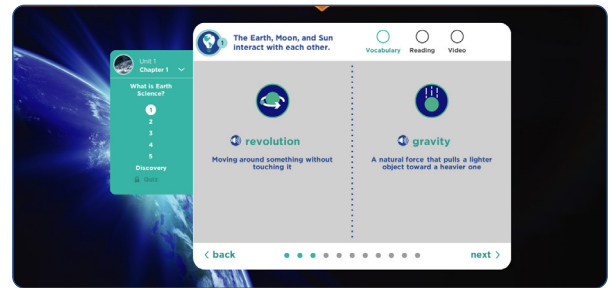 1
The Earth, Moon, and Sun
interact with each other.
Vocabulary
Reading
Video
Unit 1
Chapter 1
What is Earth
Science?
1
2
3
4
5
Discovery
Quiz
revolution
Moving around something without
touching it
gravity
A natural force that pulls a lighter
object toward a heavier one
< back
next >